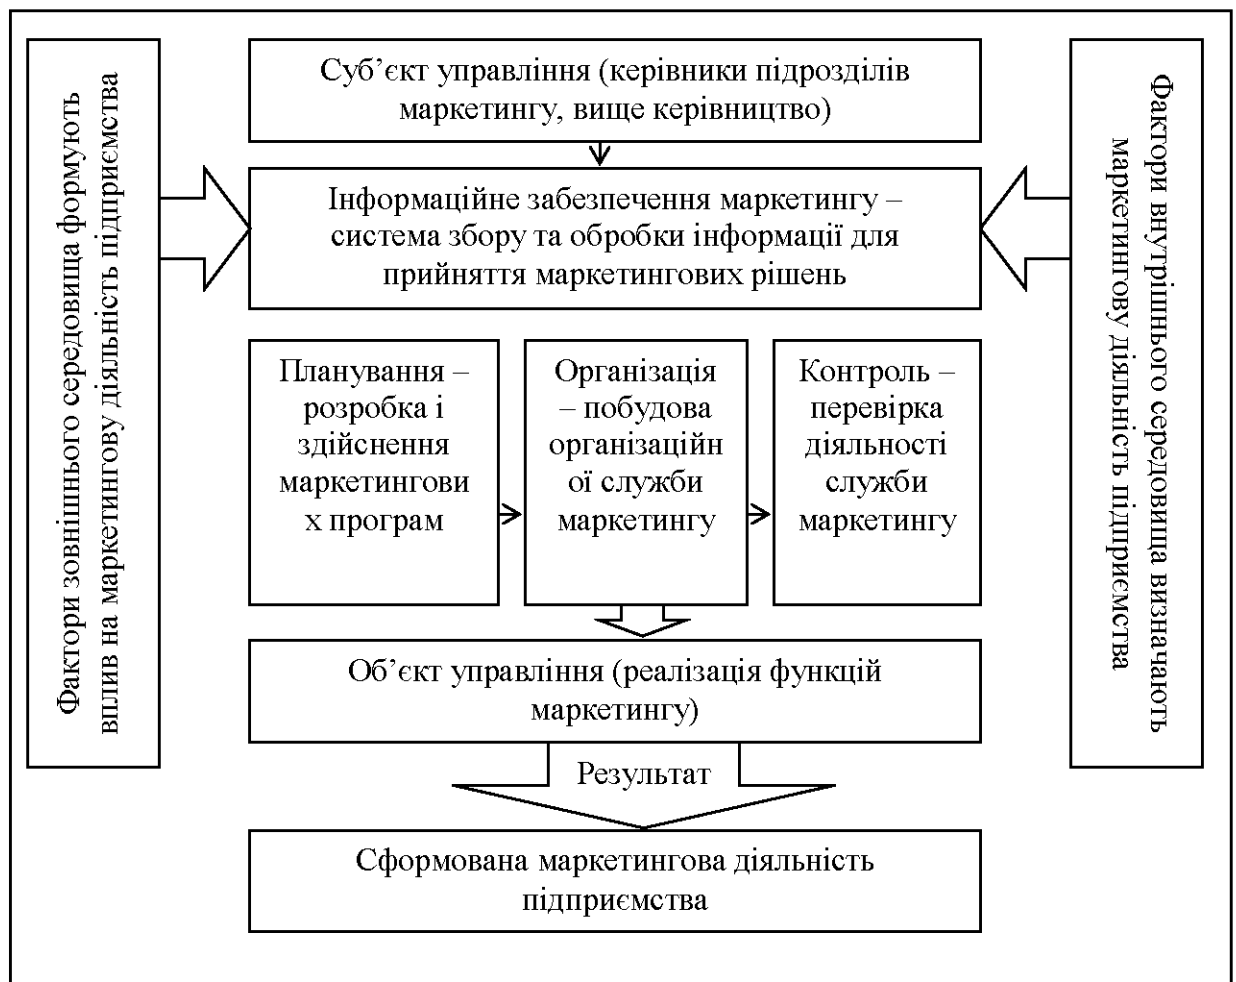 Фактори зовнішнього середовища формують
вплив на маркетингову діяльність підприємства
Суб’єкт управління (керівники підрозділів
маркетингу, вище керівництво)
Інформаційне забезпечення маркетингу –
система збору та обробки інформації для
прийняття маркетингових рішень
Планування –
розробка і
здійснення
маркетингови
х програм
Організація
– побудова
організаційн
ої служби
маркетингу
Контроль –
перевірка
діяльності
служби
маркетингу
Об’єкт управління (реалізація функцій
маркетингу)
Результат
Сформована маркетингова діяльність
підприємства
Фактори внутрішнього середовища визначають
маркетингову діяльність підприємства